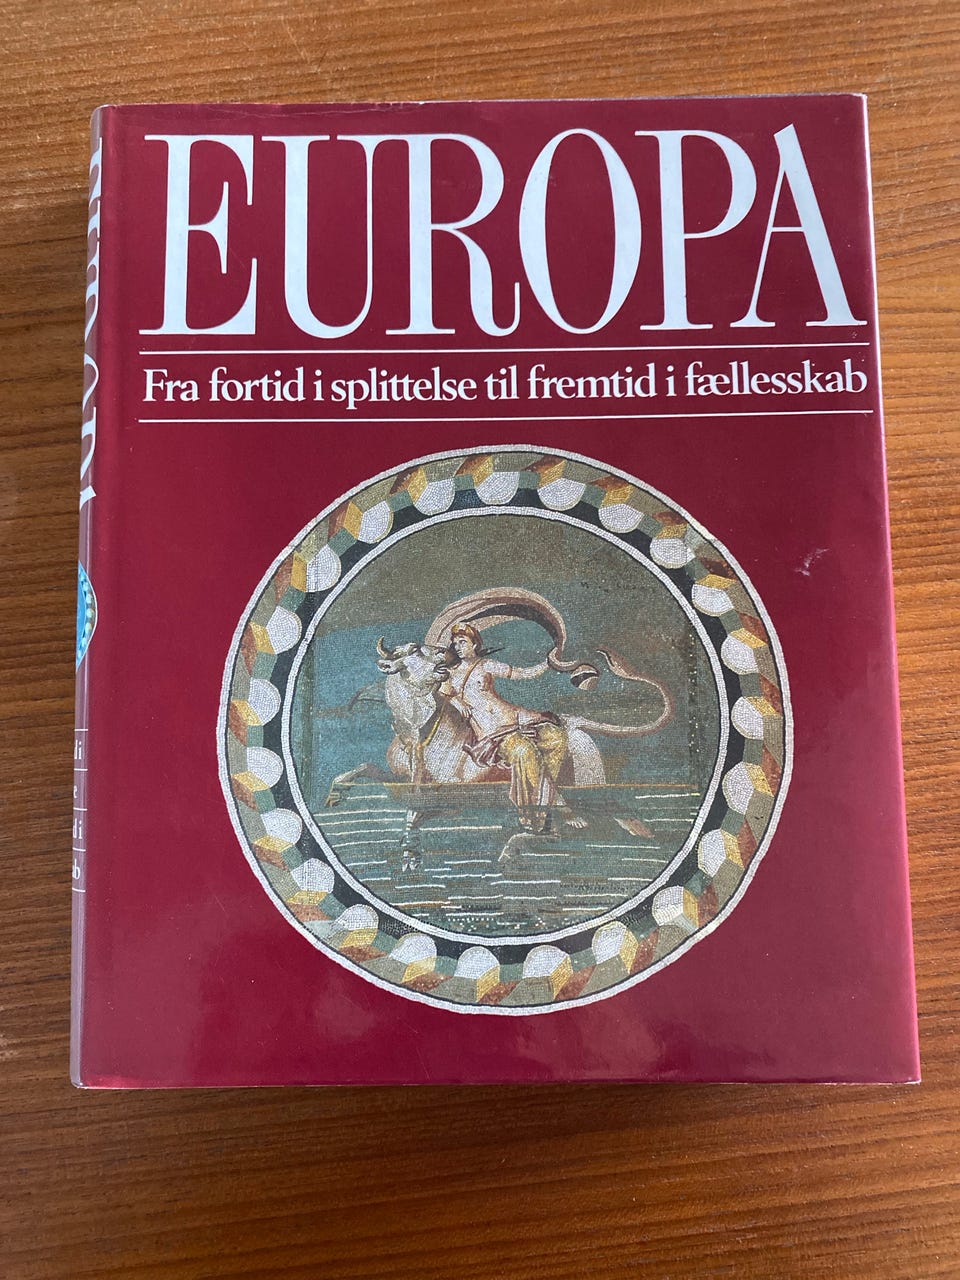 EUROPA
Fra fortid i splittelse til fremtid i fællesskab